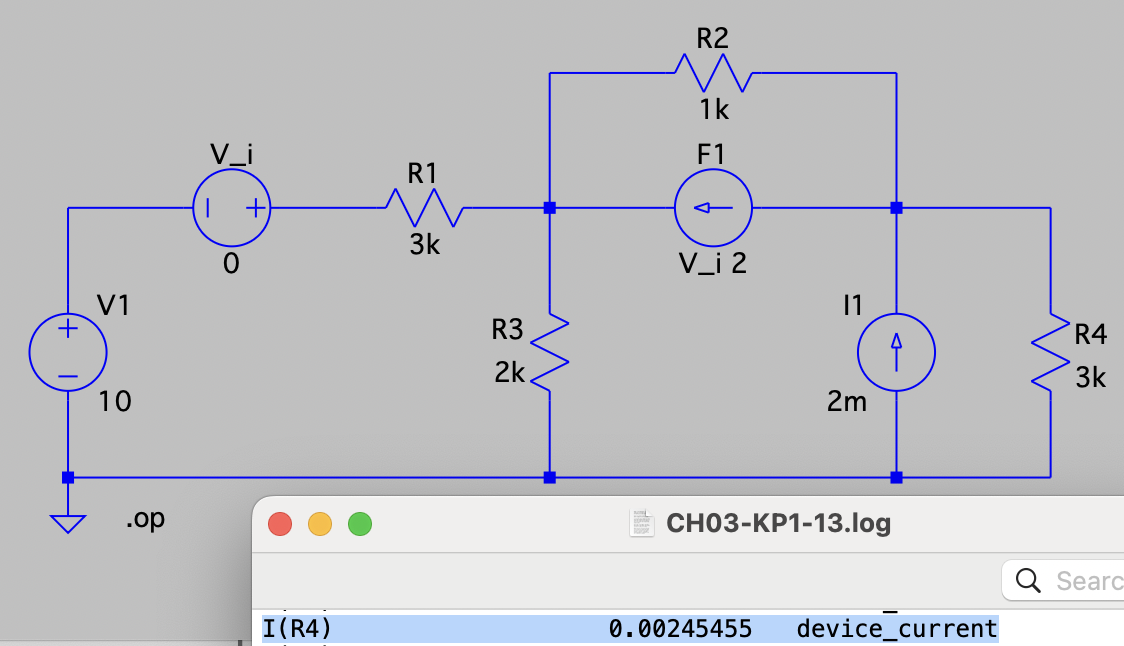 R2
1k
V_i
0
R1
3k
F1
V_i 2
V1
10
R3
2k
I1
2m
R4
3k
.op
CH03-KP1-13.log
Searc
I(R4) 0.00245455 device_current